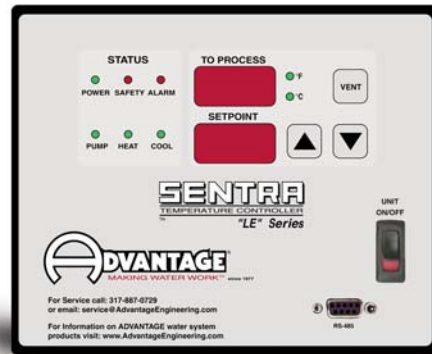 STATUS
POWER SAFETY ALARM
PUMP HEAT COOL
TO PROCESS
°F
°C
VENT
SETPOINT
SENTRA
TEMPERATURE CONTROLLER
TM
"LE" Series
UNIT
ON/OFF
ADVANTAGE®
MAKING WATER WORK™ since 1977
For Service call: 317-887-0729
or email: service@AdvantageEngineering.com
For Information on ADVANTAGE water system
products visit: www.AdvantageEngineering.com
RS-485